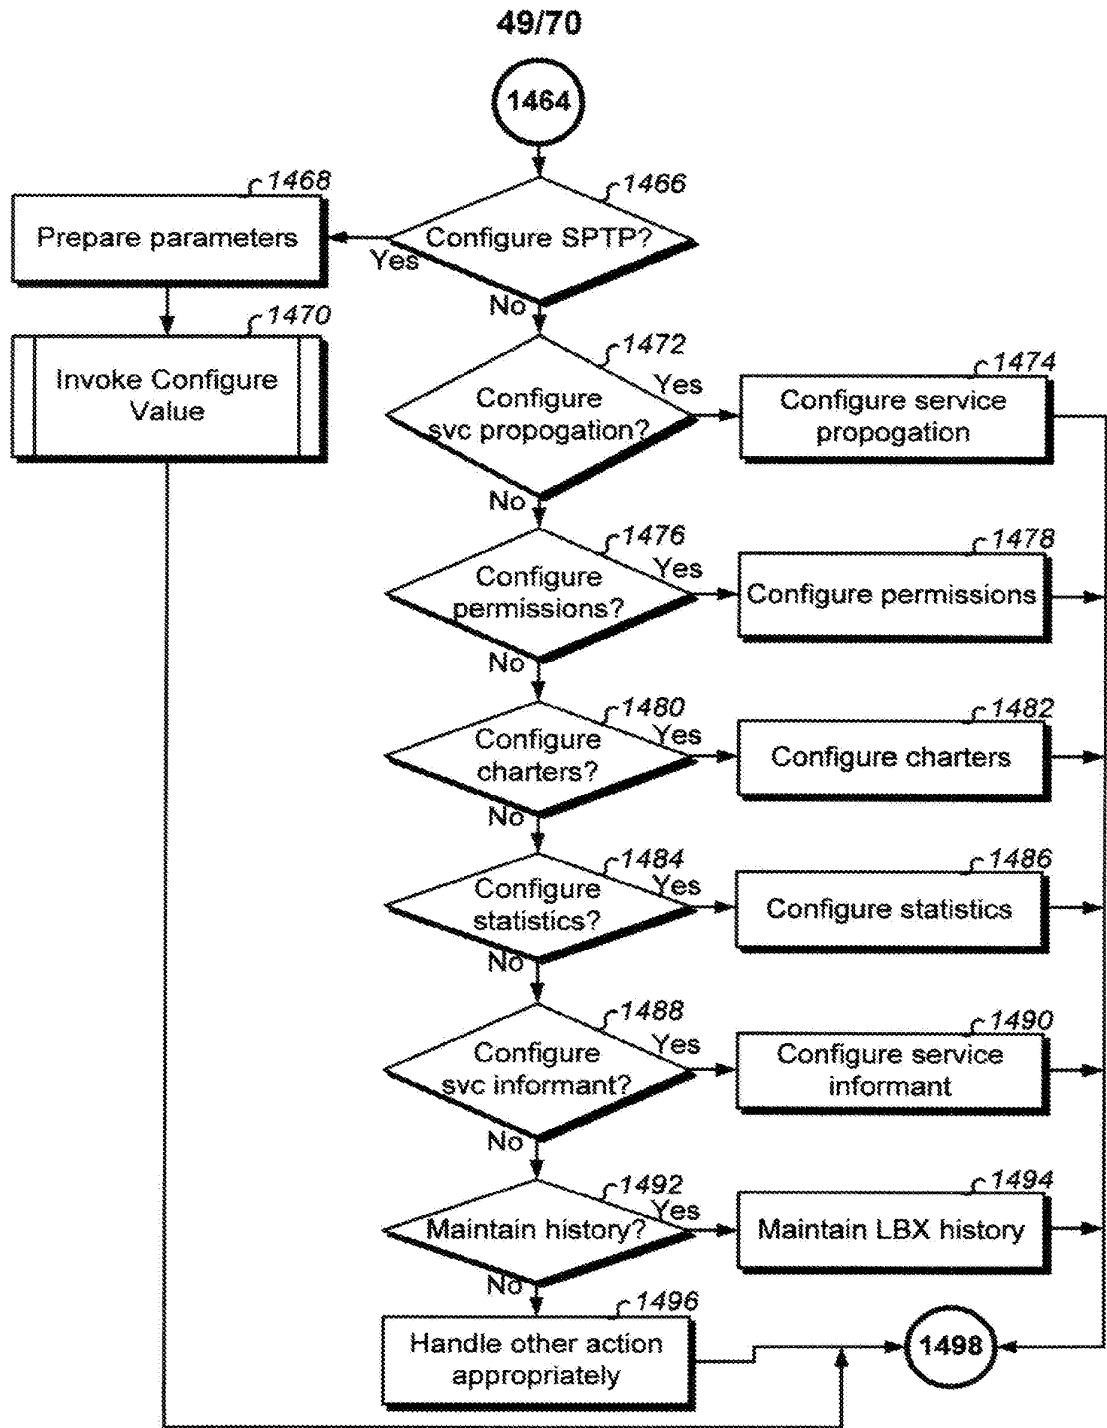 49/70
1464
1466
Configure SPTP?
Yes
No
1468
Prepare parameters
1470
Invoke Configure
Value
1472
Configure
svc propogation?
Yes
No
1474
Configure service
propogation
1476
Configure
permissions?
Yes
No
1478
Configure permissions
1480
Configure
charters?
Yes
No
1482
Configure charters
1484
Configure
statistics?
Yes
No
1486
Configure statistics
1488
Configure
svc informant?
Yes
No
1490
Configure service
informant
1492
Maintain history?
Yes
No
1494
Maintain LBX history
1496
Handle other action
appropriately
1498